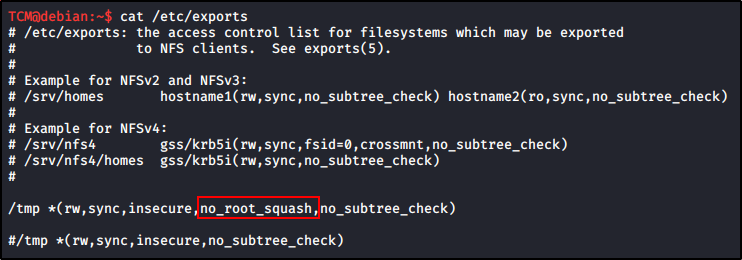 TCM@debian:~$ cat /etc/exports
# /etc/exports: the access control list for filesystems which may be exported
#               to NFS clients.  See exports(5).
#
# Example for NFSv2 and NFSv3:
# /srv/homes       hostname1(rw,sync,no_subtree_check) hostname2(ro,sync,no_subtree_check)
#
# Example for NFSv4:
# /srv/nfs4        gss/krb5i(rw,sync,fsid=0,crossmnt,no_subtree_check)
# /srv/nfs4/homes  gss/krb5i(rw,sync,no_subtree_check)
#
/tmp *(rw,sync,insecure,no_root_squash,no_subtree_check)
#/tmp *(rw,sync,insecure,no_subtree_check)